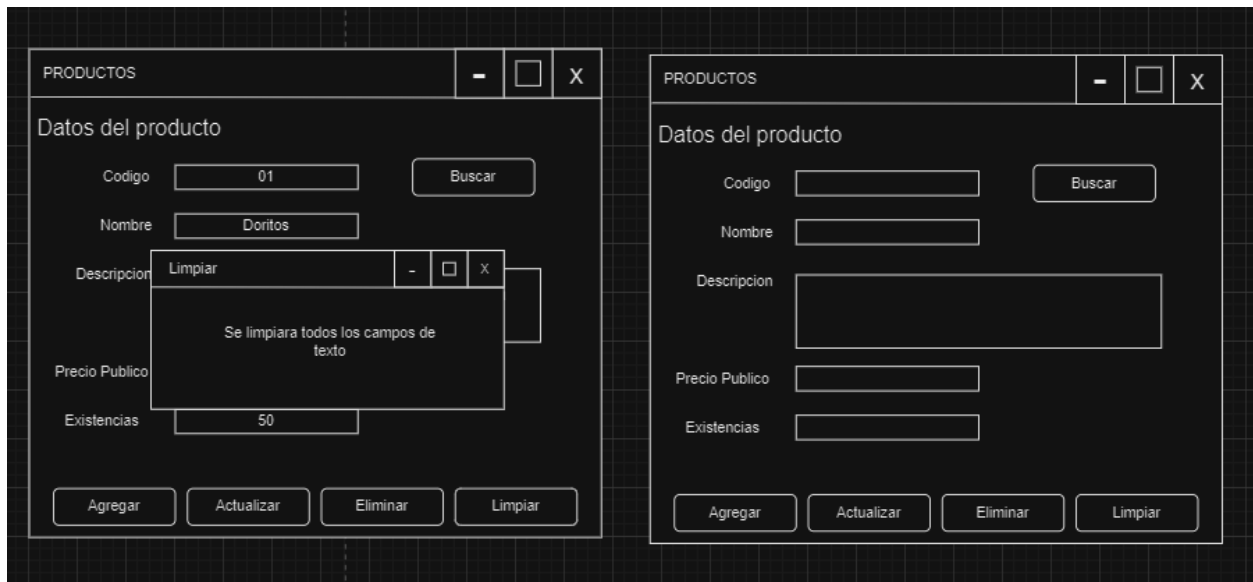 PRODUCTOS - X
Datos del producto
Codigo 01 Buscar
Nombre Doritos
Descripcion
Limpiar - X
Se limpiara todos los campos de
texto
Precio Publico
Existencias 50
Agregar Actualizar Eliminar Limpiar
PRODUCTOS - X
Datos del producto
Codigo Buscar
Nombre
Descripcion
Precio Publico
Existencias
Agregar Actualizar Eliminar Limpiar